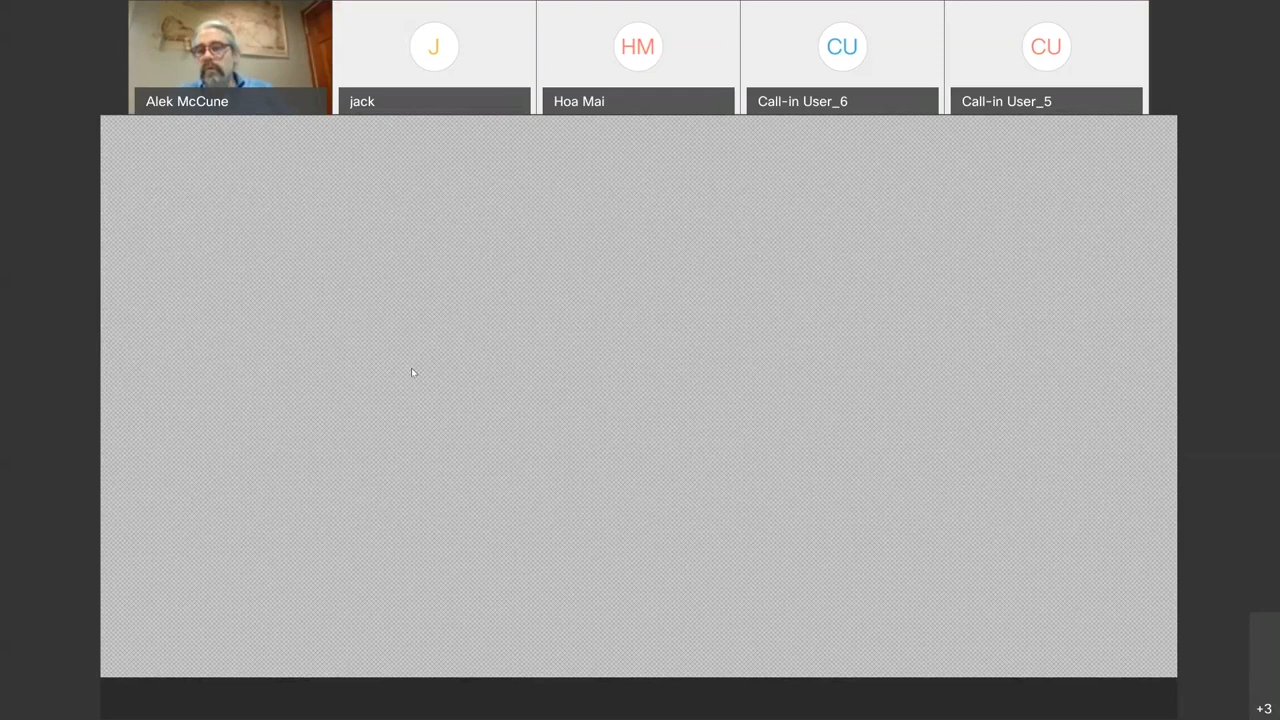 J
HM
CU
CU
Alek McCune
jack
Hoa Mai
Call-in User_6
Call-in User_5
+3